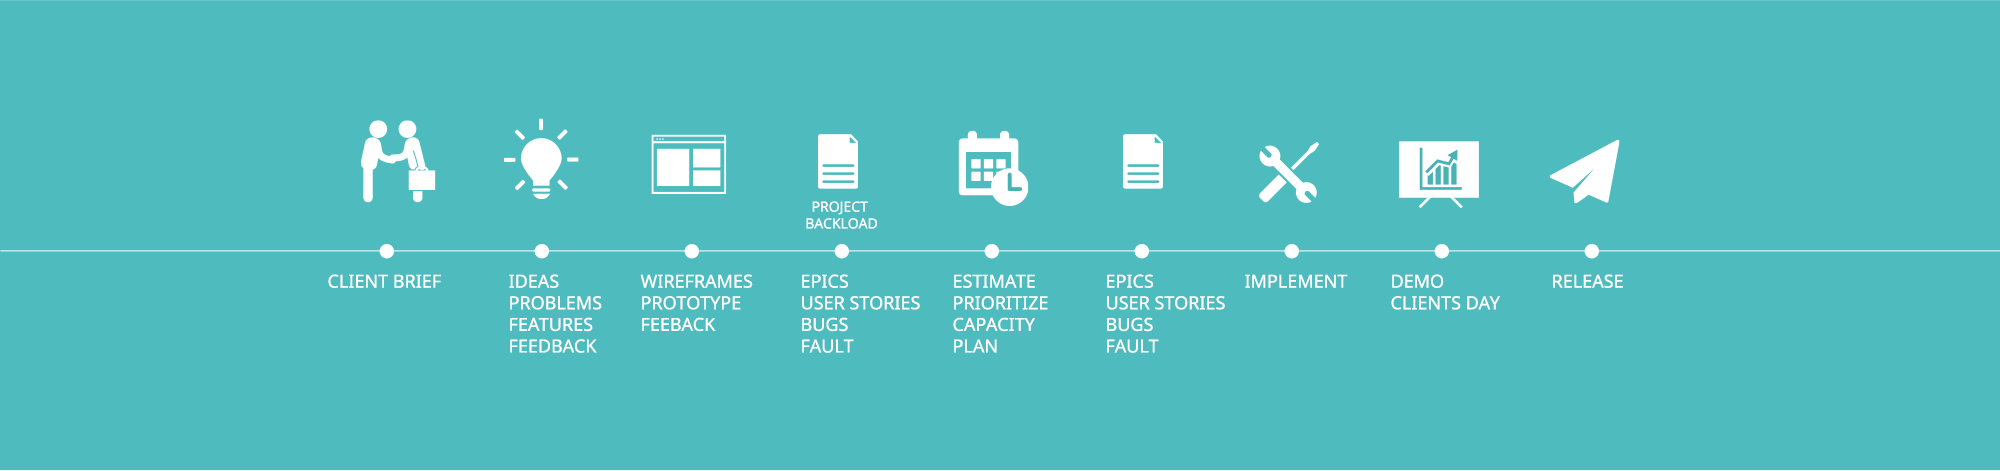 PROJECT
BACKLOAD
CLIENT BRIEF
IDEAS
PROBLEMS
FEATURES
FEEDBACK
WIREFRAMES
PROTOTYPE
FEEBACK
EPICS
USER STORIES
BUGS
FAULT
ESTIMATE
PRIORITIZE
CAPACITY
PLAN
EPICS
USER STORIES
BUGS
FAULT
IMPLEMENT
DEMO
CLIENTS DAY
RELEASE